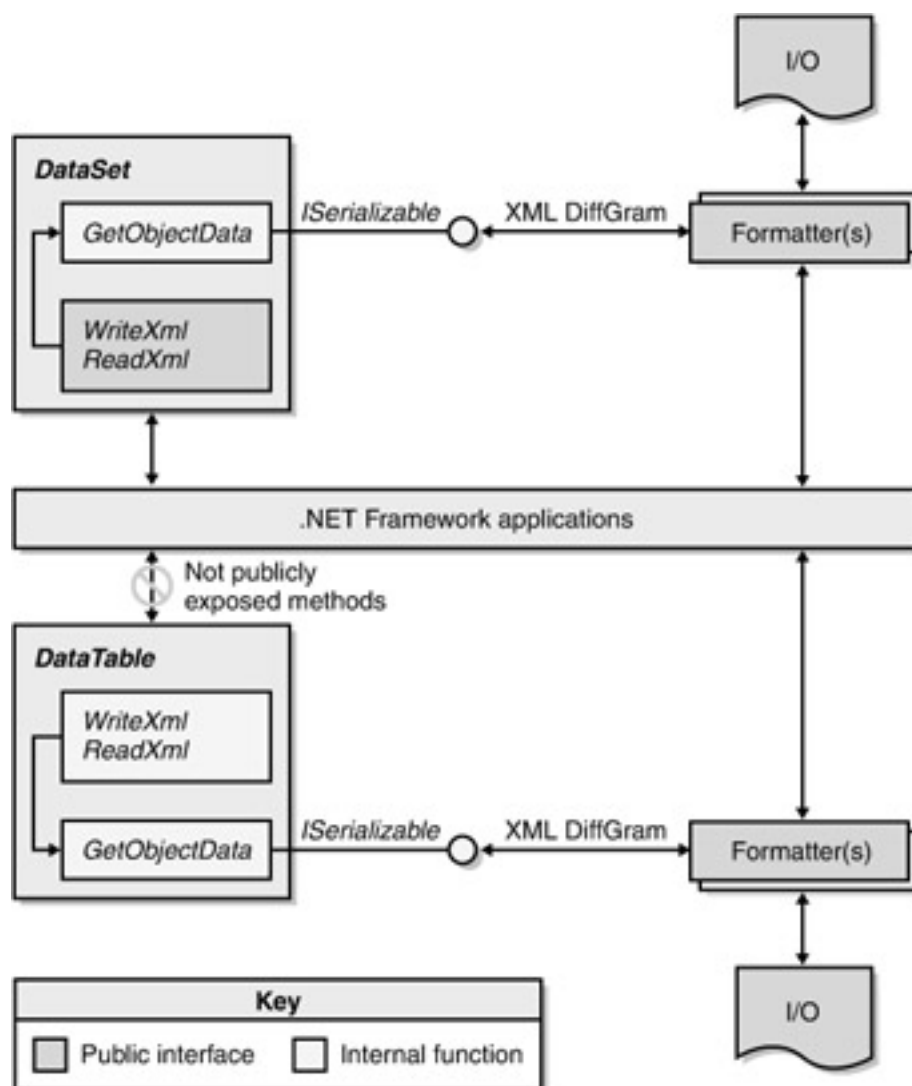 I/O
DataSet
GetObjectData
ISerializable
XML DiffGram
Formatter(s)
WriteXml
ReadXml
.NET Framework applications
Not publicly
exposed methods
DataTable
WriteXml
ReadXml
GetObjectData
ISerializable
XML DiffGram
Formatter(s)
I/O
Key
Public interface
Internal function